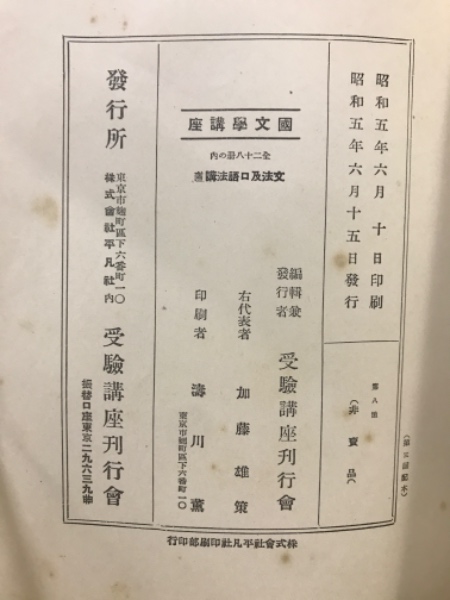 昭和五年六月 十日印刷
昭和五年六月十五日發行
(第三回配本)
第八號
(非賣品)
座講學文國
內の册八十二全
座講法語口及法文
編輯兼
發行者
受驗講座刊行會
右代表者
加藤雄策
印刷者
濤川薰
東京市麹町區下六番町一〇
發行所
東京市麹町區下六番町一〇
株式會社平凡社內
受驗講座刊行會
振替口座東京二九六三九番
行印部刷印社凡平社會式株